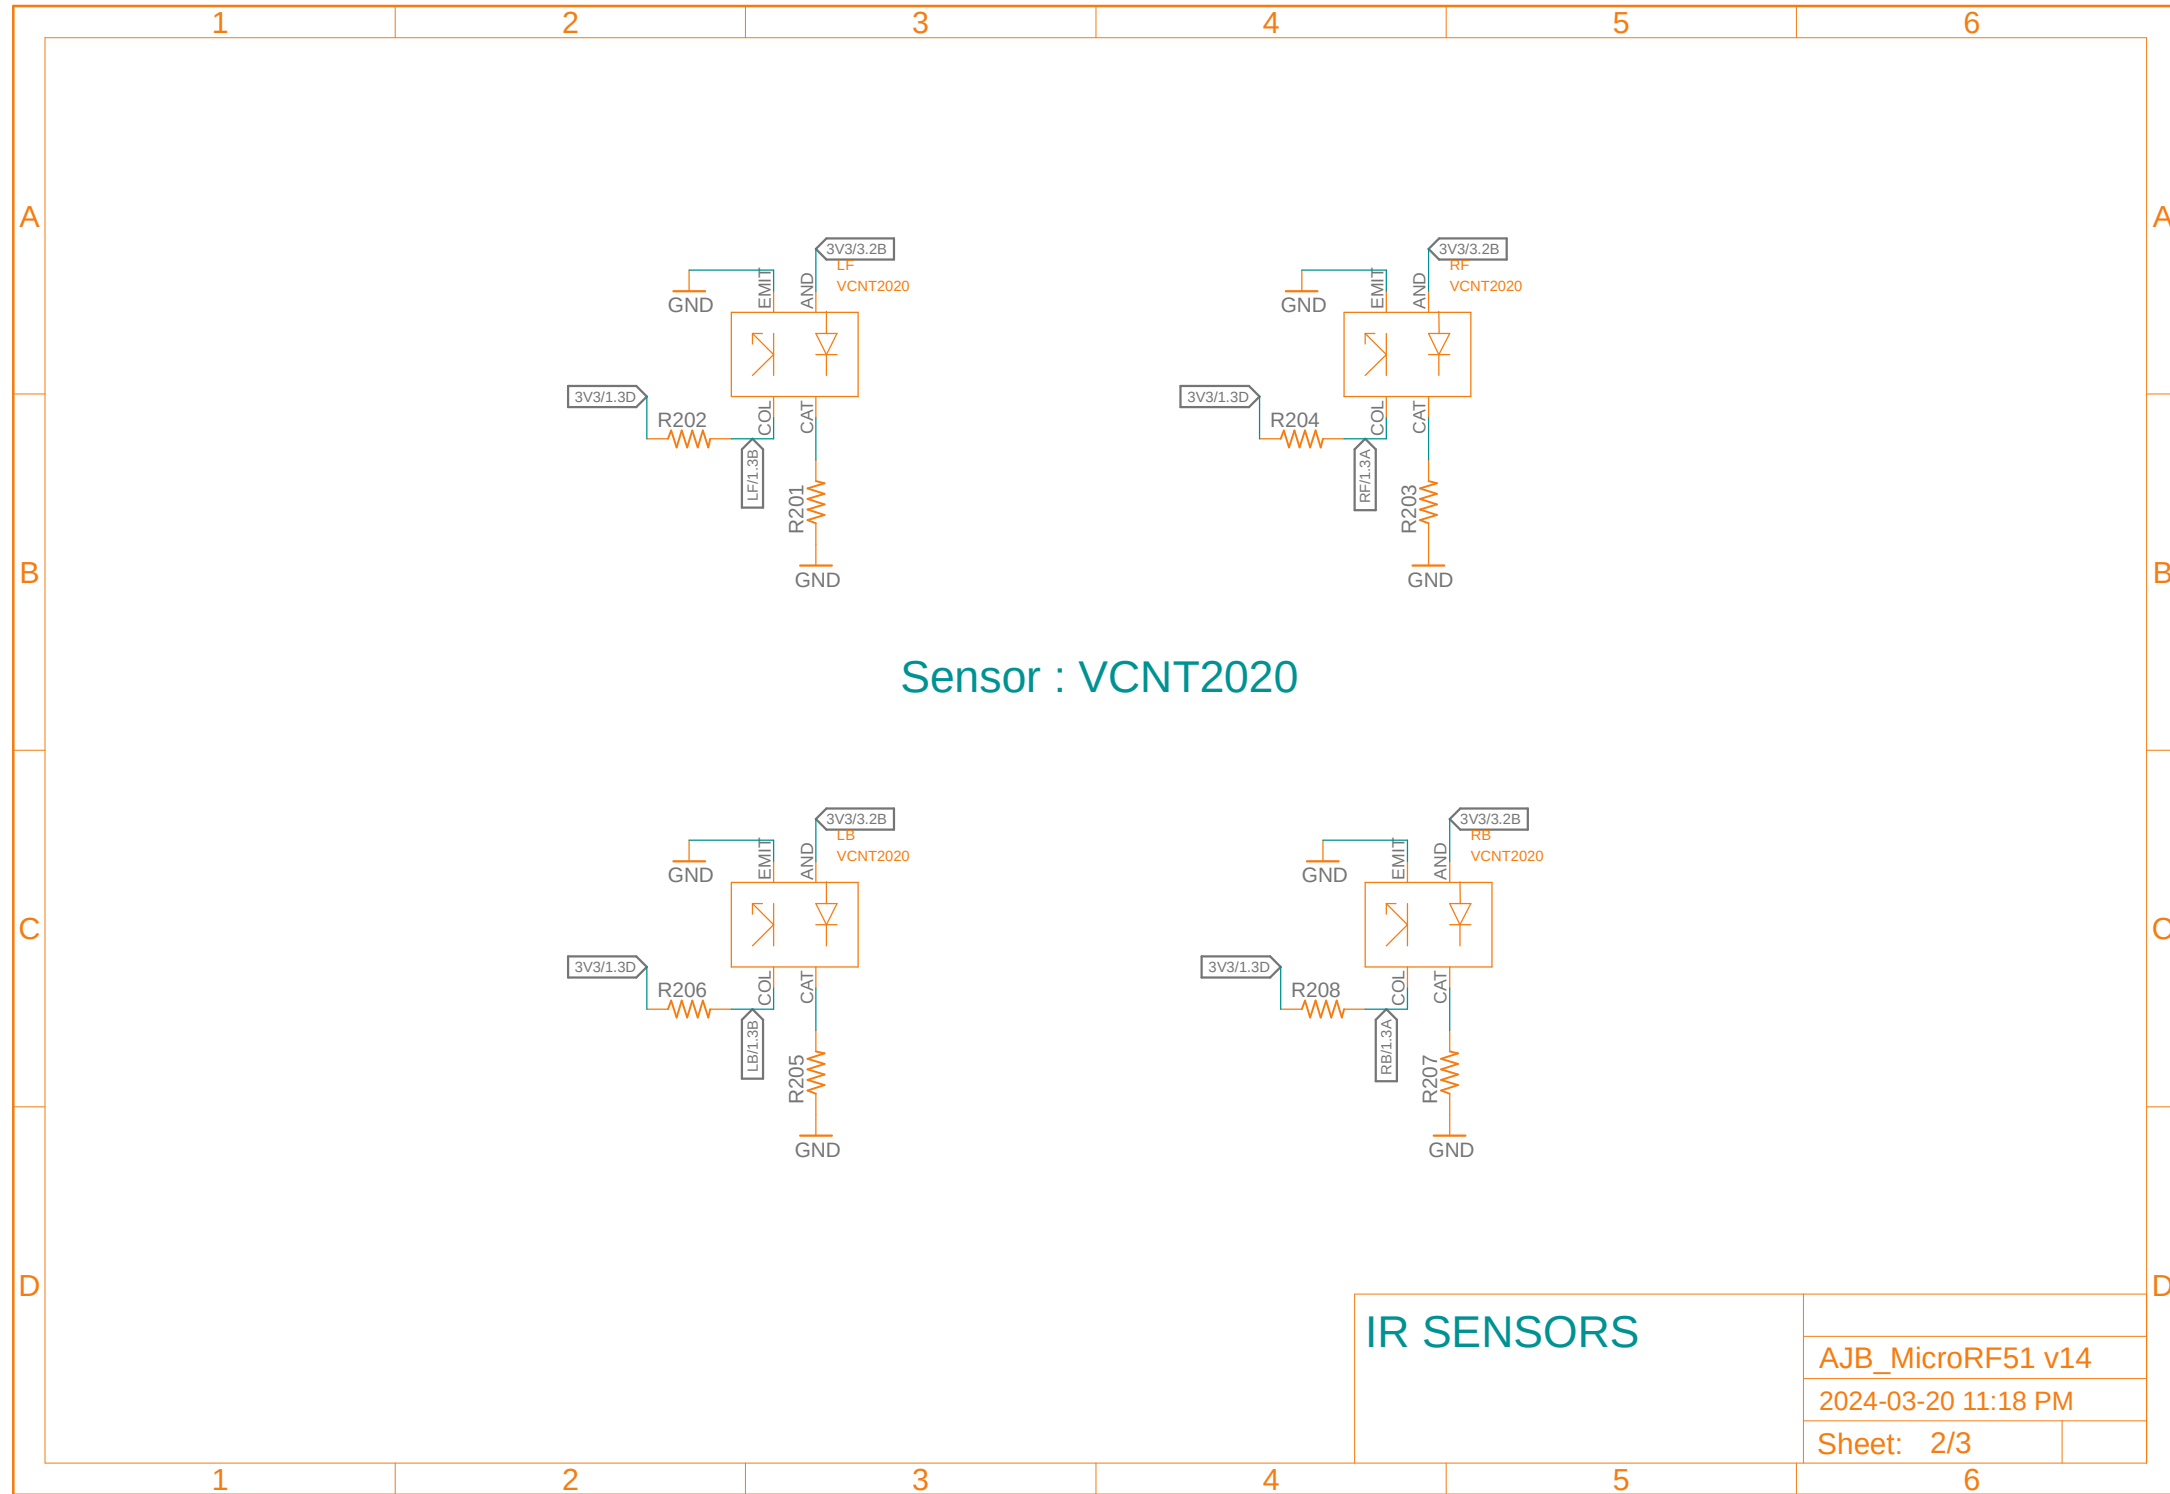 1 2 3 4 5 6
A A
3V3/3.2B
LF
VCNT2020
EMIT
AND
GND
3V3/1.3D
R202
COL
CAT
LF/1.3B
R201
GND
3V3/3.2B
RF
VCNT2020
EMIT
AND
GND
3V3/1.3D
R204
COL
CAT
RF/1.3A
R203
GND
B B
Sensor : VCNT2020
3V3/3.2B
LB
VCNT2020
EMIT
AND
GND
3V3/1.3D
R206
COL
CAT
LB/1.3B
R205
GND
3V3/3.2B
RB
VCNT2020
EMIT
AND
GND
3V3/1.3D
R208
COL
CAT
RB/1.3A
R207
GND
C C
D D
IR SENSORS
AJB_MicroRF51 v14
2024-03-20 11:18 PM
Sheet: 2/3
1 2 3 4 5 6